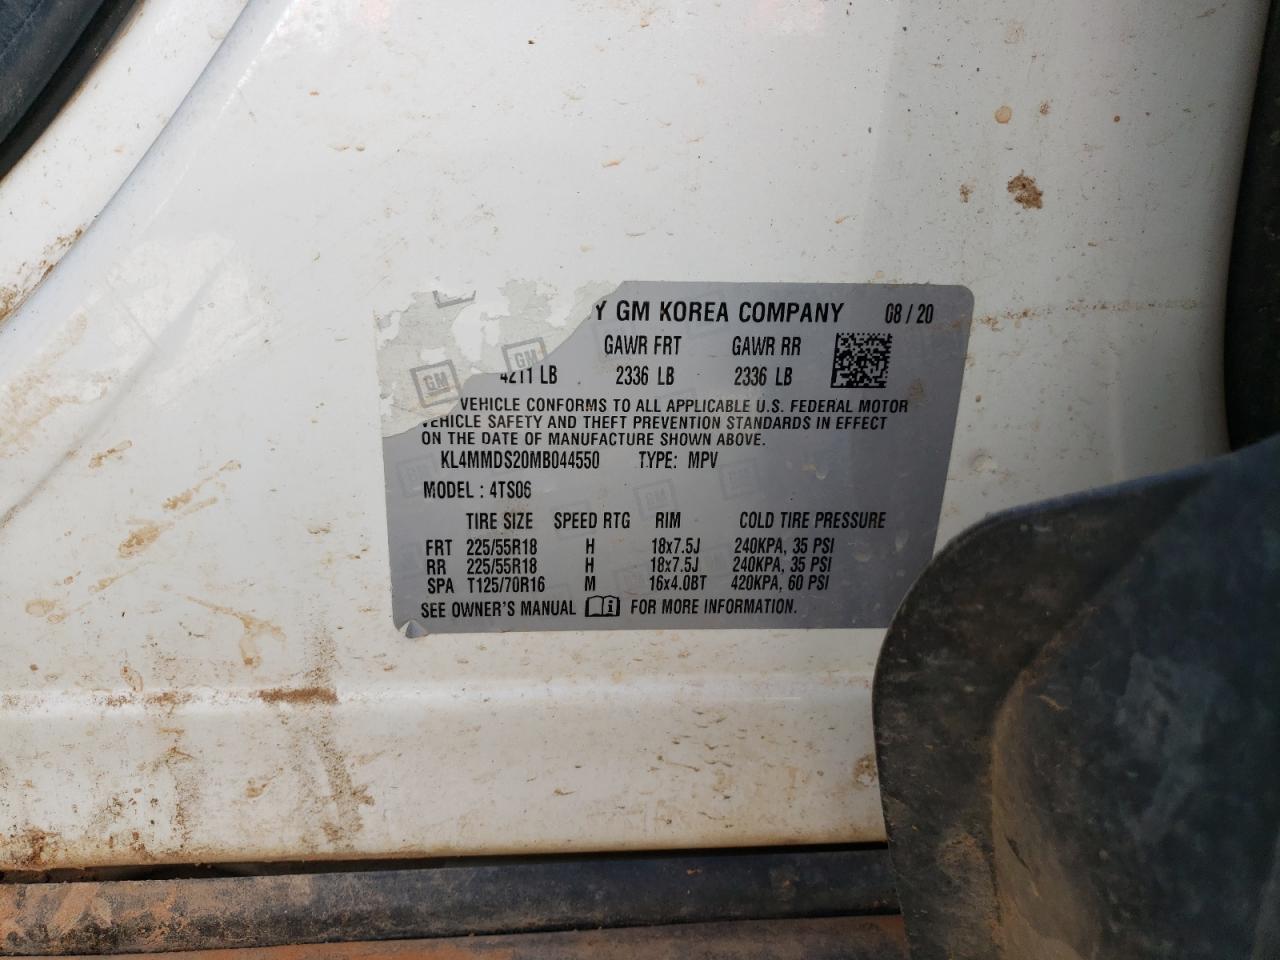 Y GM KOREA COMPANY 08/20
GAWR FRT GAWR RR
4211 LB 2336 LB 2336 LB
VEHICLE CONFORMS TO ALL APPLICABLE U.S. FEDERAL MOTOR
VEHICLE SAFETY AND THEFT PREVENTION STANDARDS IN EFFECT
ON THE DATE OF MANUFACTURE SHOWN ABOVE.
KL4MMDS20MB044550 TYPE: MPV
MODEL : 4TS06
TIRE SIZE SPEED RTG RIM COLD TIRE PRESSURE
FRT 225/55R18 H 18x7.5J 240KPA, 35 PSI
RR 225/55R18 H 18x7.5J 240KPA, 35 PSI
SPA T125/70R16 M 16x4.0BT 420KPA, 60 PSI
SEE OWNER'S MANUAL FOR MORE INFORMATION.
GM
GM
GM